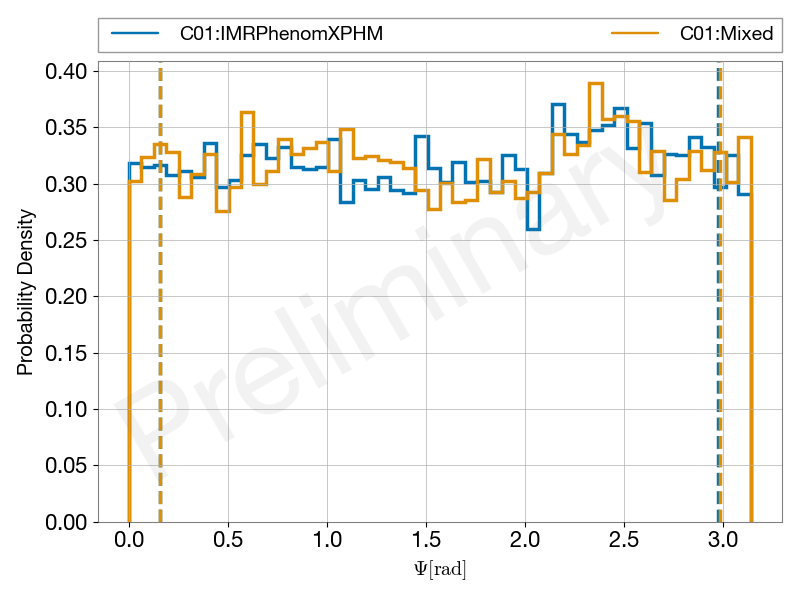 C01:IMRPhenomXPHM C01:Mixed
0.40
0.35
0.30
0.25
0.20
0.15
0.10
0.05
0.00
Probability Density
Preliminary
0.0 0.5 1.0 1.5 2.0 2.5 3.0
Ψ[rad]